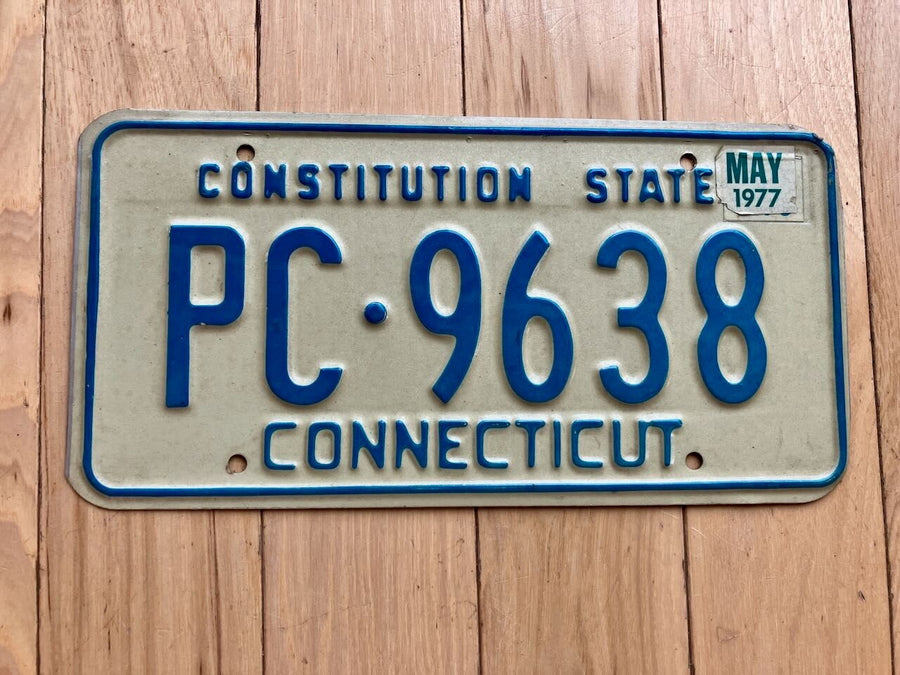 CONSTITUTION STATE
MAY
1977
PC·9638
CONNECTICUT